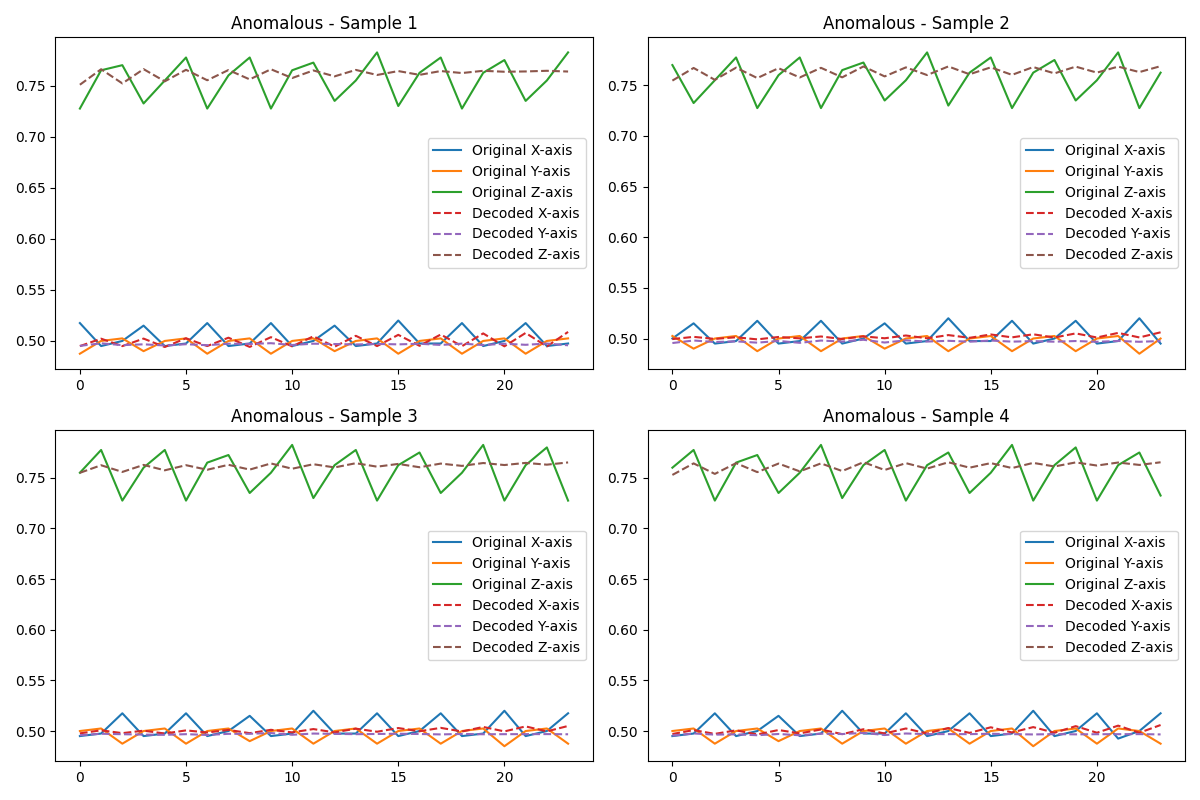 Anomalous - Sample 1
0.75
0.70
0.65
0.60
0.55
0.50
0
5
10
15
20
Original X-axis
Original Y-axis
Original Z-axis
Decoded X-axis
Decoded Y-axis
Decoded Z-axis
Anomalous - Sample 2
0.75
0.70
0.65
0.60
0.55
0.50
0
5
10
15
20
Original X-axis
Original Y-axis
Original Z-axis
Decoded X-axis
Decoded Y-axis
Decoded Z-axis
Anomalous - Sample 3
0.75
0.70
0.65
0.60
0.55
0.50
0
5
10
15
20
Original X-axis
Original Y-axis
Original Z-axis
Decoded X-axis
Decoded Y-axis
Decoded Z-axis
Anomalous - Sample 4
0.75
0.70
0.65
0.60
0.55
0.50
0
5
10
15
20
Original X-axis
Original Y-axis
Original Z-axis
Decoded X-axis
Decoded Y-axis
Decoded Z-axis